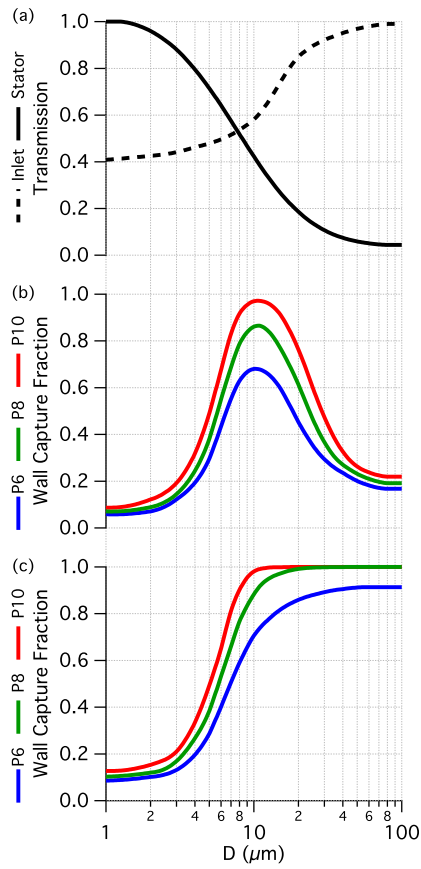 (a)
Inlet Stator
Transmission
1.0
0.8
0.6
0.4
0.2
0.0
(b)
P6 P8 P10
Wall Capture Fraction
1.0
0.8
0.6
0.4
0.2
0.0
(c)
P6 P8 P10
Wall Capture Fraction
1.0
0.8
0.6
0.4
0.2
0.0
1 2 4 6 8 10 2 4 6 8 100
D (µm)